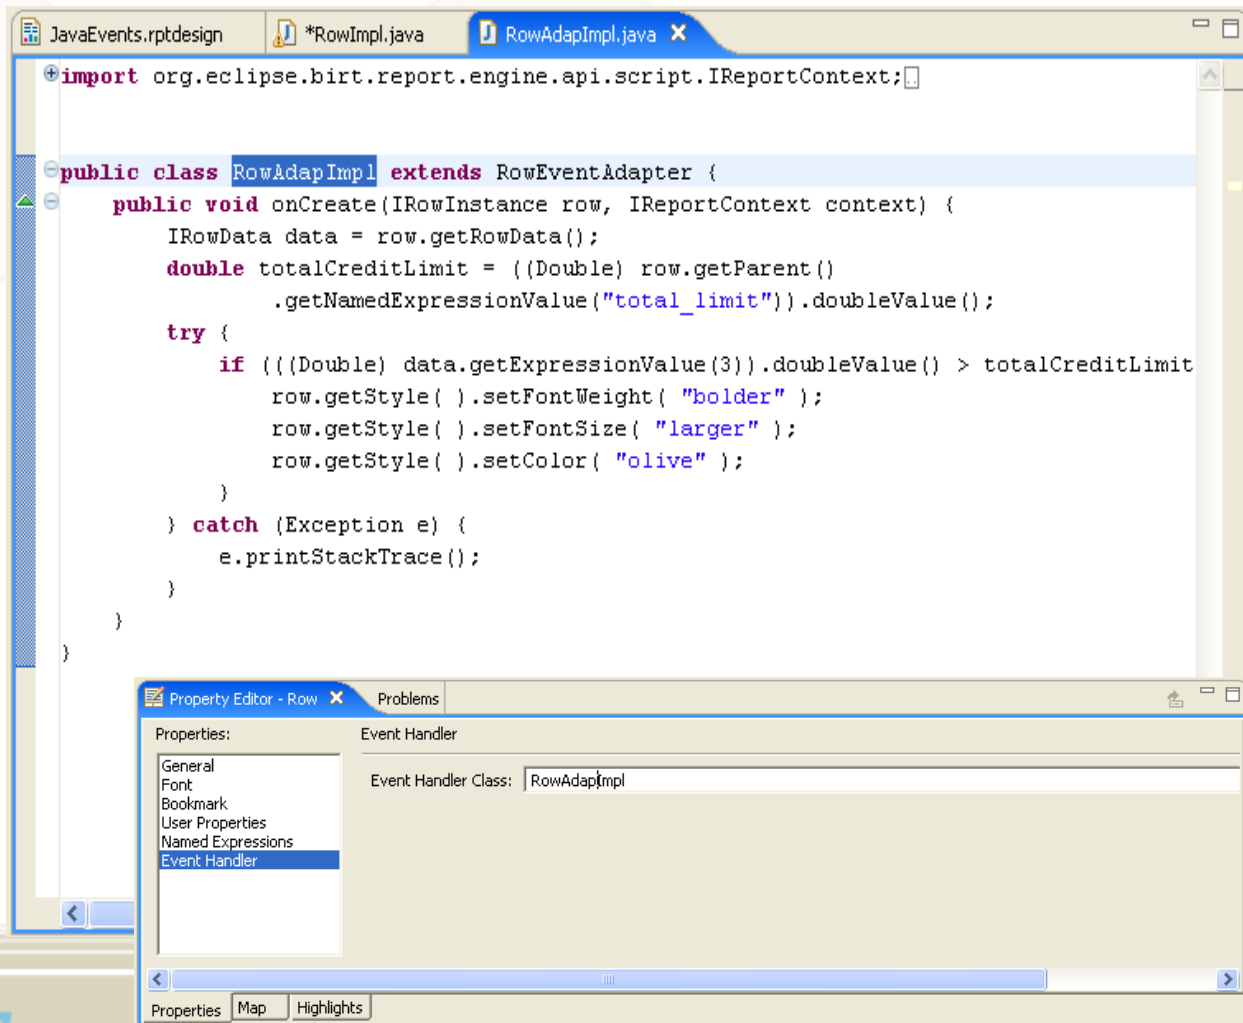 JavaEvents.rptdesign *RowImpl.java RowAdapImpl.java
import org.eclipse.birt.report.engine.api.script.IReportContext;
public class RowAdapImpl extends RowEventAdapter {
public void onCreate(IRowInstance row, IReportContext context) {
IRowData data = row.getRowData();
double totalCreditLimit = ((Double) row.getParent()
.getNamedExpressionValue("total_limit")).doubleValue();
try {
if (((Double) data.getExpressionValue(3)).doubleValue() > totalCreditLimit
row.getStyle( ).setFontWeight( "bolder" );
row.getStyle( ).setFontSize( "larger" );
row.getStyle( ).setColor( "olive" );
}
} catch (Exception e) {
e.printStackTrace();
}
}
}
Property Editor - Row Problems
Properties: Event Handler
General
Event Handler Class: RowAdapImpl
Font
Bookmark
User Properties
Named Expressions
Event Handler
Properties Map Highlights